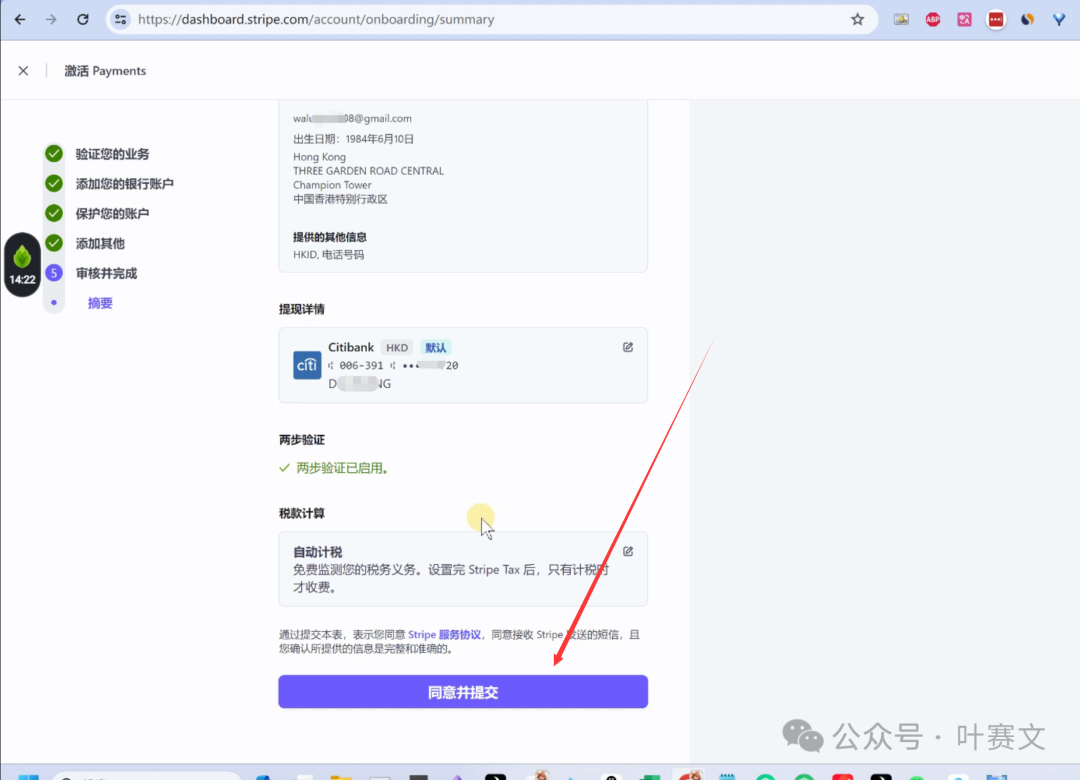 https://dashboard.stripe.com/account/onboarding/summary
ABP
激活 Payments
8@gmail.com
出生日期：1984年6月10日
Hong Kong
THREE GARDEN ROAD CENTRAL
Champion Tower
中国香港特别行政区
提供的其他信息
HKID, 电话号码
验证您的业务
添加您的银行账户
保护您的账户
添加其他
5 审核并完成
摘要
14:22
提现详情
citi
Citibank HKD 默认
006-391 •• 20
D NG
两步验证
两步验证已启用。
税款计算
自动计税
免费监测您的税务义务。设置完 Stripe Tax 后，只有计税时
才收费。
通过提交本表，表示您同意 Stripe 服务协议，同意接收 Stripe 发送的短信，且
您确认所提供的信息是完整和准确的。
同意并提交
公众号 · 叶赛文